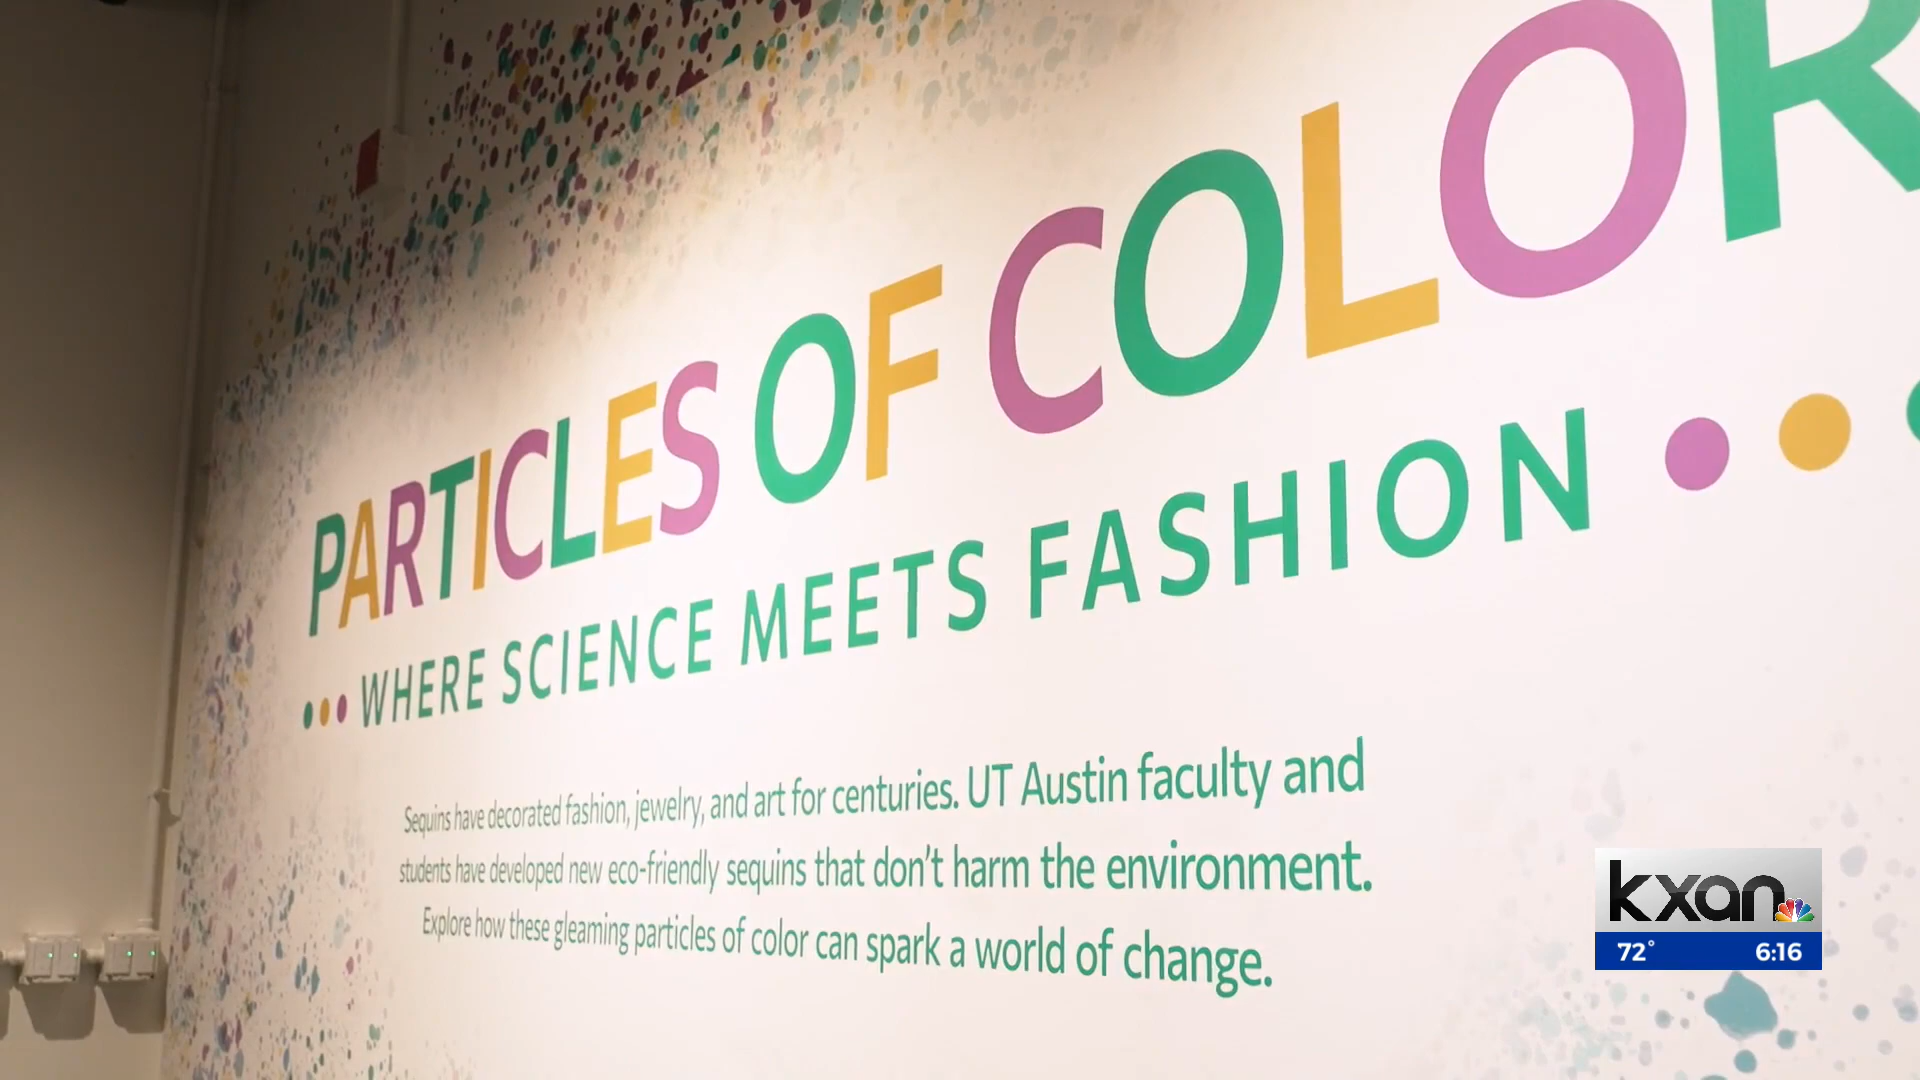 PARTICLES OF COLOR
WHERE SCIENCE MEETS FASHION
Sequins have decorated fashion, jewelry, and art for centuries. UT Austin faculty and
students have developed new eco-friendly sequins that don't harm the environment.
Explore how these gleaming particles of color can spark a world of change.
kxan
72° 6:16